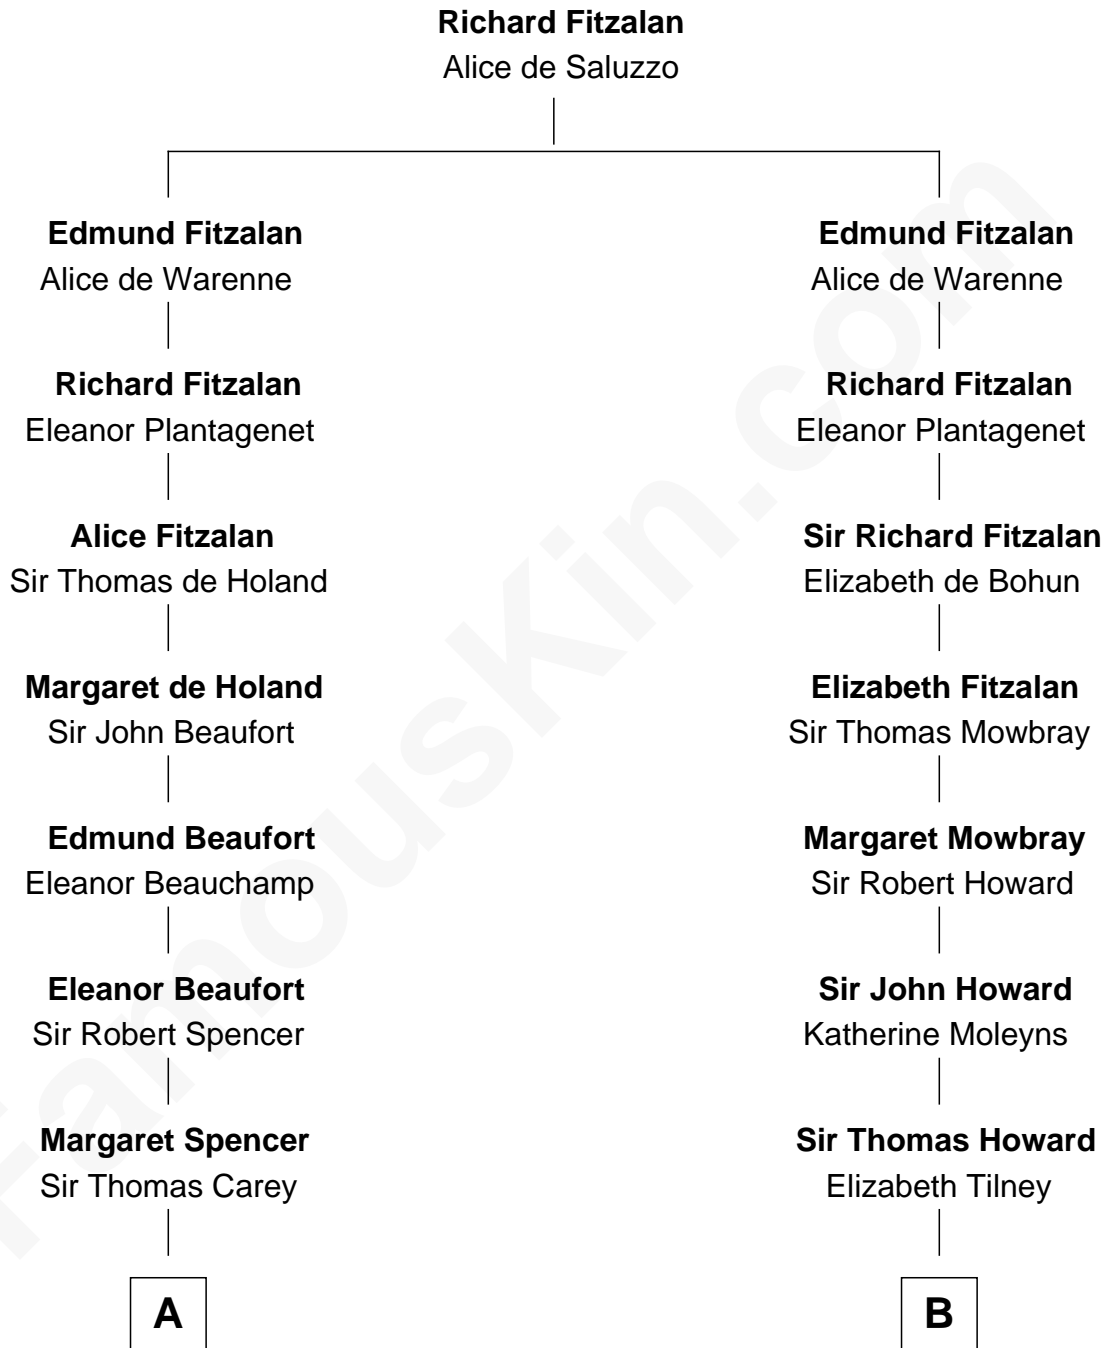 Richard Fitzalan
Alice de Saluzzo
Edmund Fitzalan
Alice de Warenne
Richard Fitzalan
Eleanor Plantagenet
Alice Fitzalan
Sir Thomas de Holand
Margaret de Holand
Sir John Beaufort
Edmund Beaufort
Eleanor Beauchamp
Eleanor Beaufort
Sir Robert Spencer
Margaret Spencer
Sir Thomas Carey
A
Edmund Fitzalan
Alice de Warenne
Richard Fitzalan
Eleanor Plantagenet
Sir Richard Fitzalan
Elizabeth de Bohun
Elizabeth Fitzalan
Sir Thomas Mowbray
Margaret Mowbray
Sir Robert Howard
Sir John Howard
Katherine Moleyns
Sir Thomas Howard
Elizabeth Tilney
B
FamousKin.com